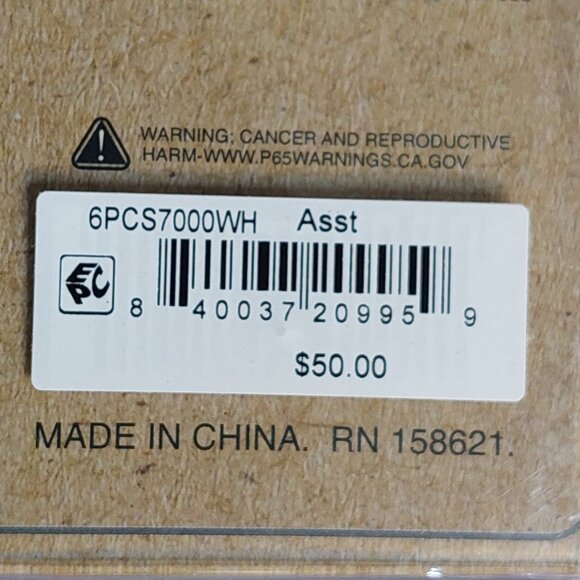 WARNING: CANCER AND REPRODUCTIVE
HARM-WWW.P65WARNINGS.CA.GOV
6PCS7000WH Asst
EPC
8 40037 20995 9
$50.00
MADE IN CHINA. RN 158621.